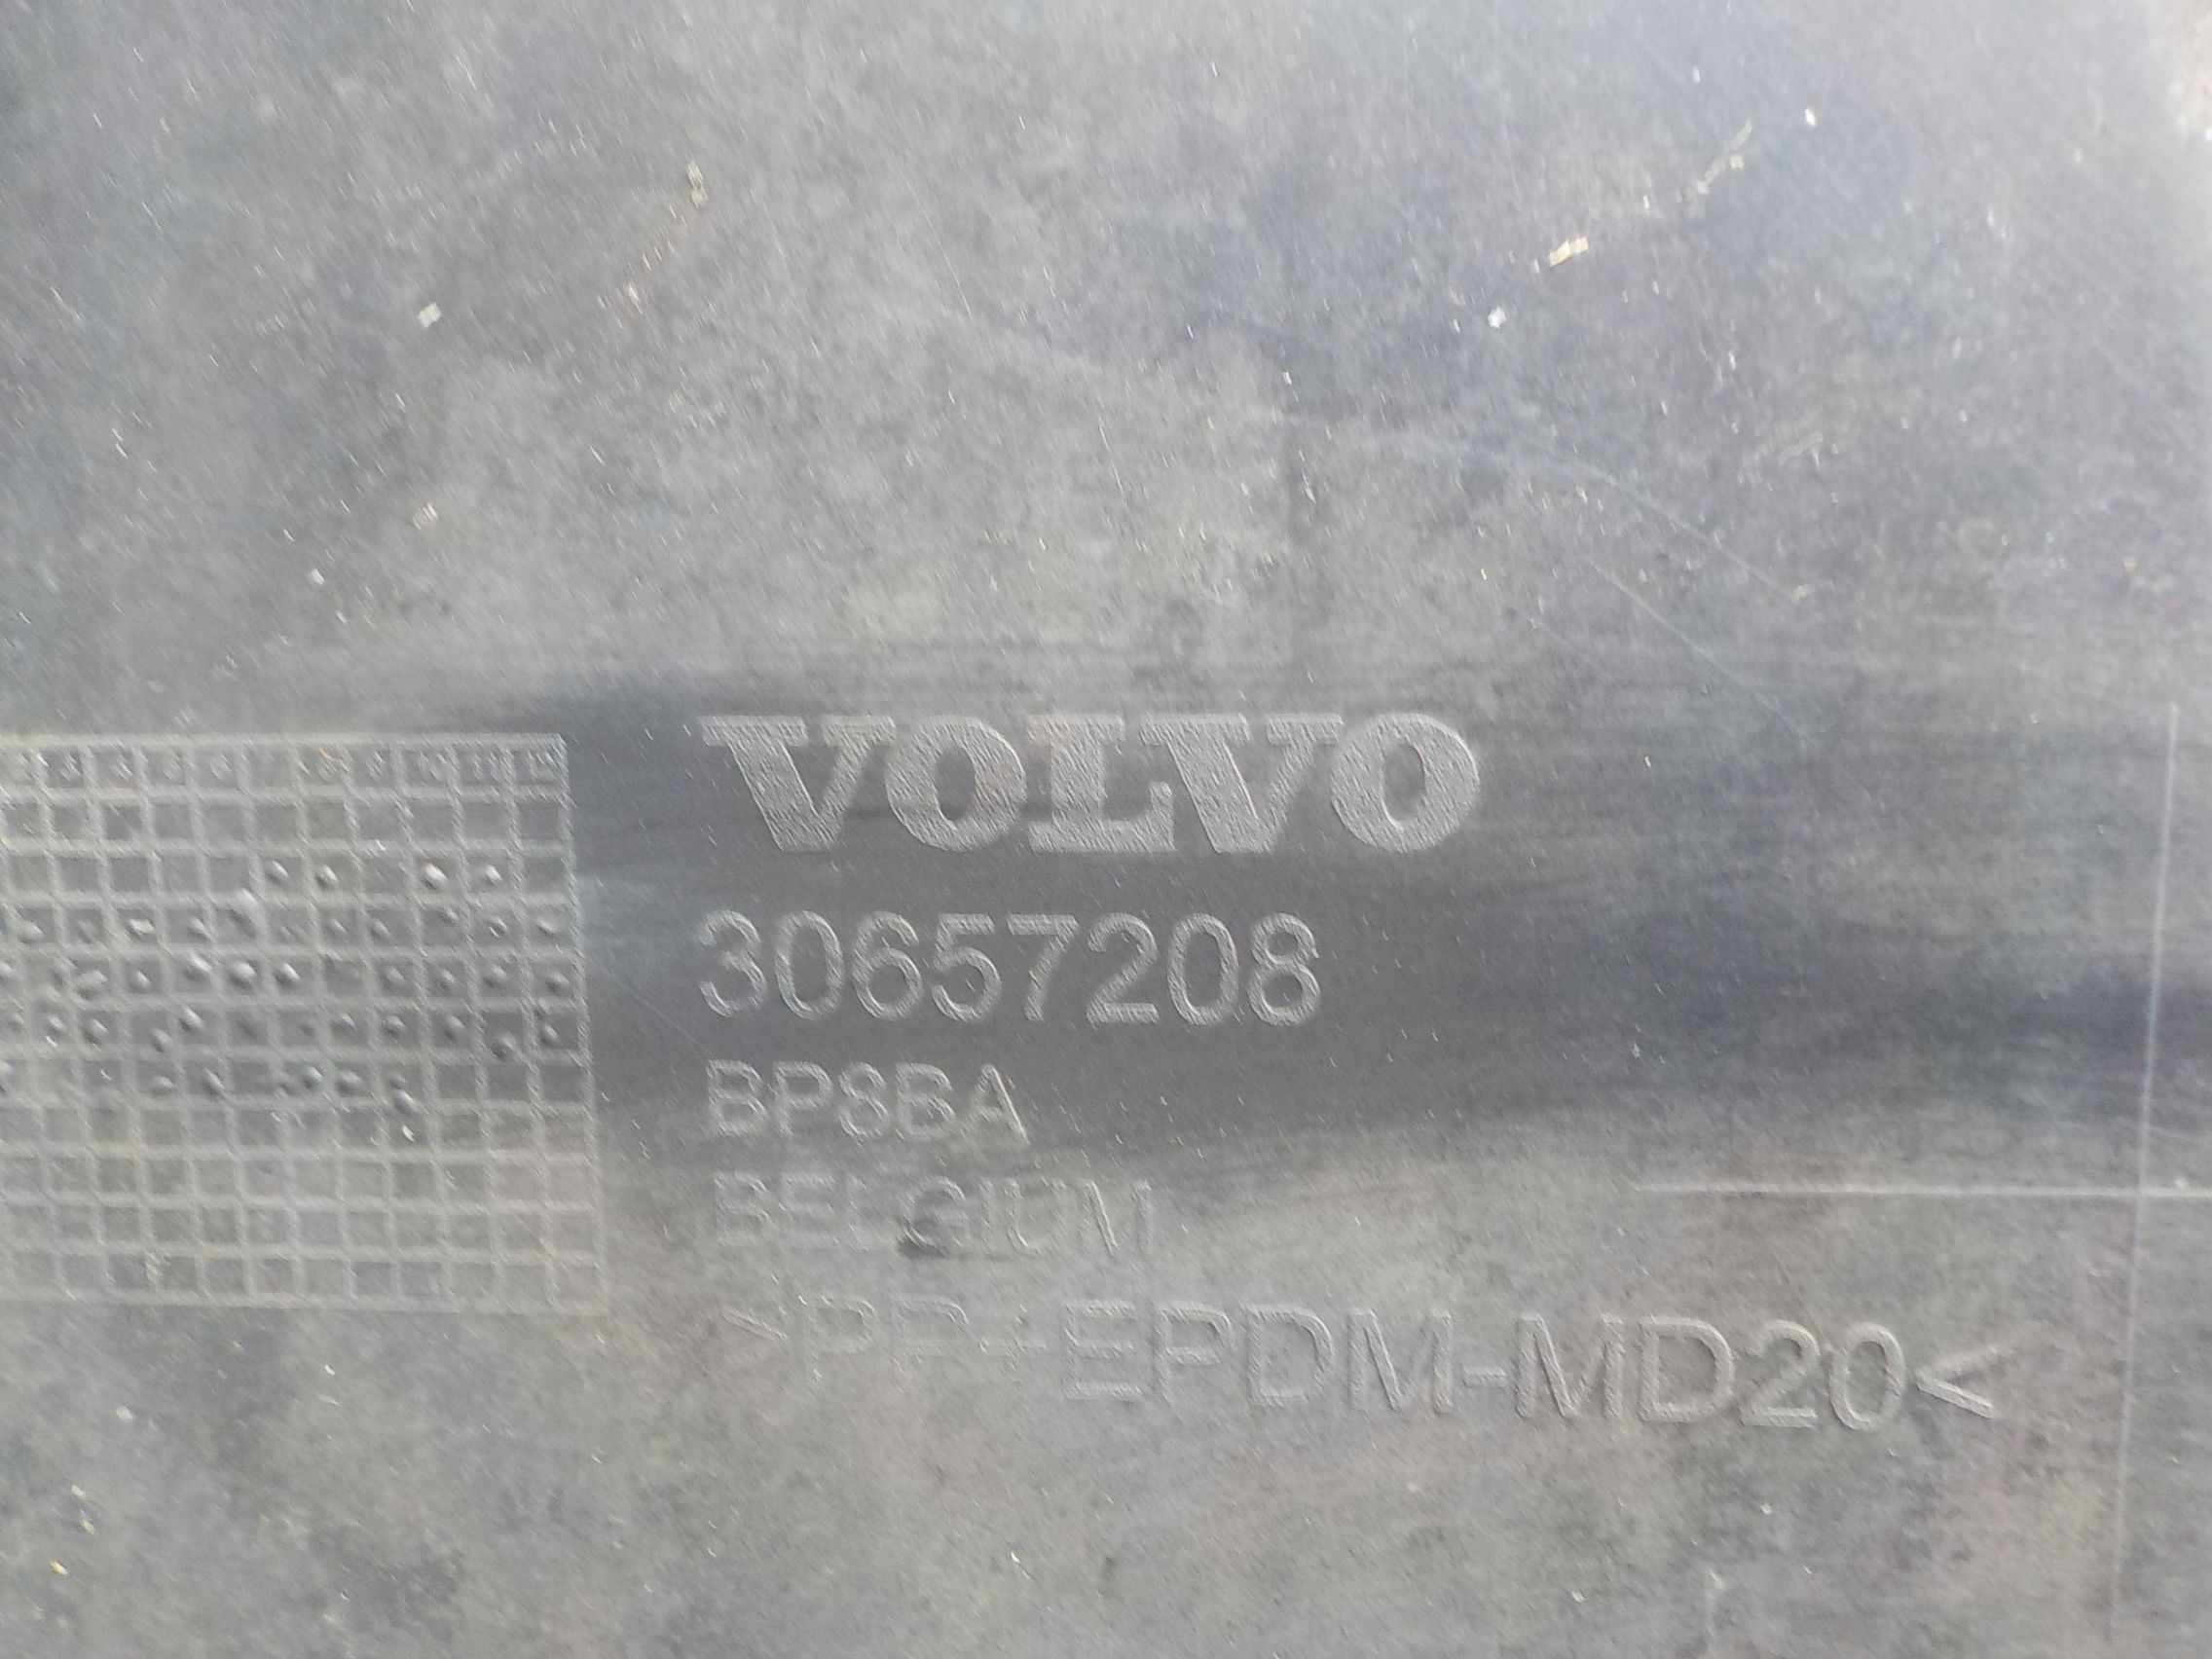 VOLVO
30657208
BP8BA
BELGIUM
>PP+EPDM-MD20<